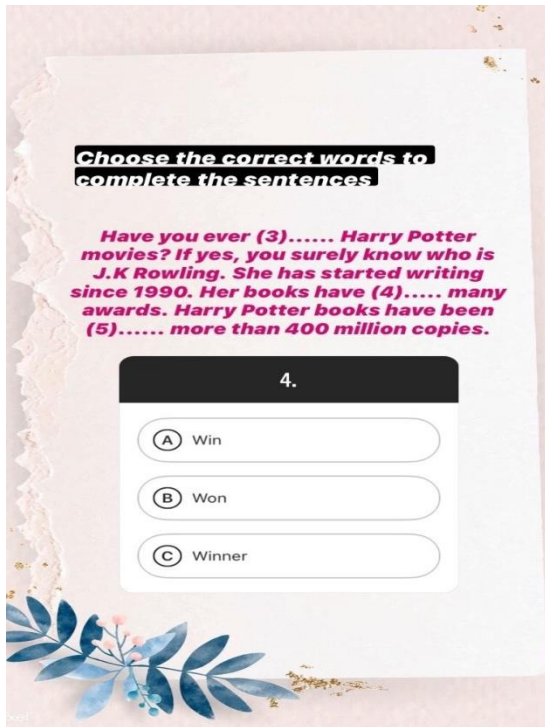 Choose the correct words to
complete the sentences
Have you ever (3)...... Harry Potter
movies? If yes, you surely know who is
J.K Rowling. She has started writing
since 1990. Her books have (4)..... many
awards. Harry Potter books have been
(5)...... more than 400 million copies.
4.
A Win
B Won
C Winner